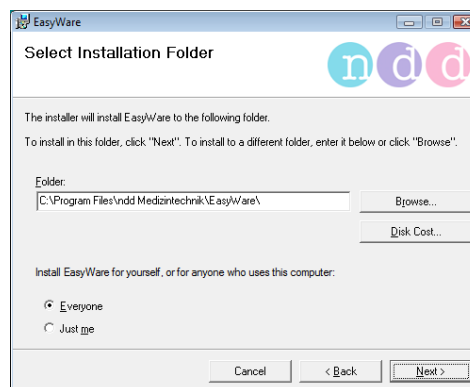 EasyWare
Select Installation Folder
ndd
The installer will install EasyWare to the following folder.
To install in this folder, click "Next". To install to a different folder, enter it below or click "Browse".
Folder:
C:\Program Files\ndd Medizintechnik\EasyWare\
Browse...
Disk Cost...
Install EasyWare for yourself, or for anyone who uses this computer:
Everyone
Just me
Cancel
< Back
Next >